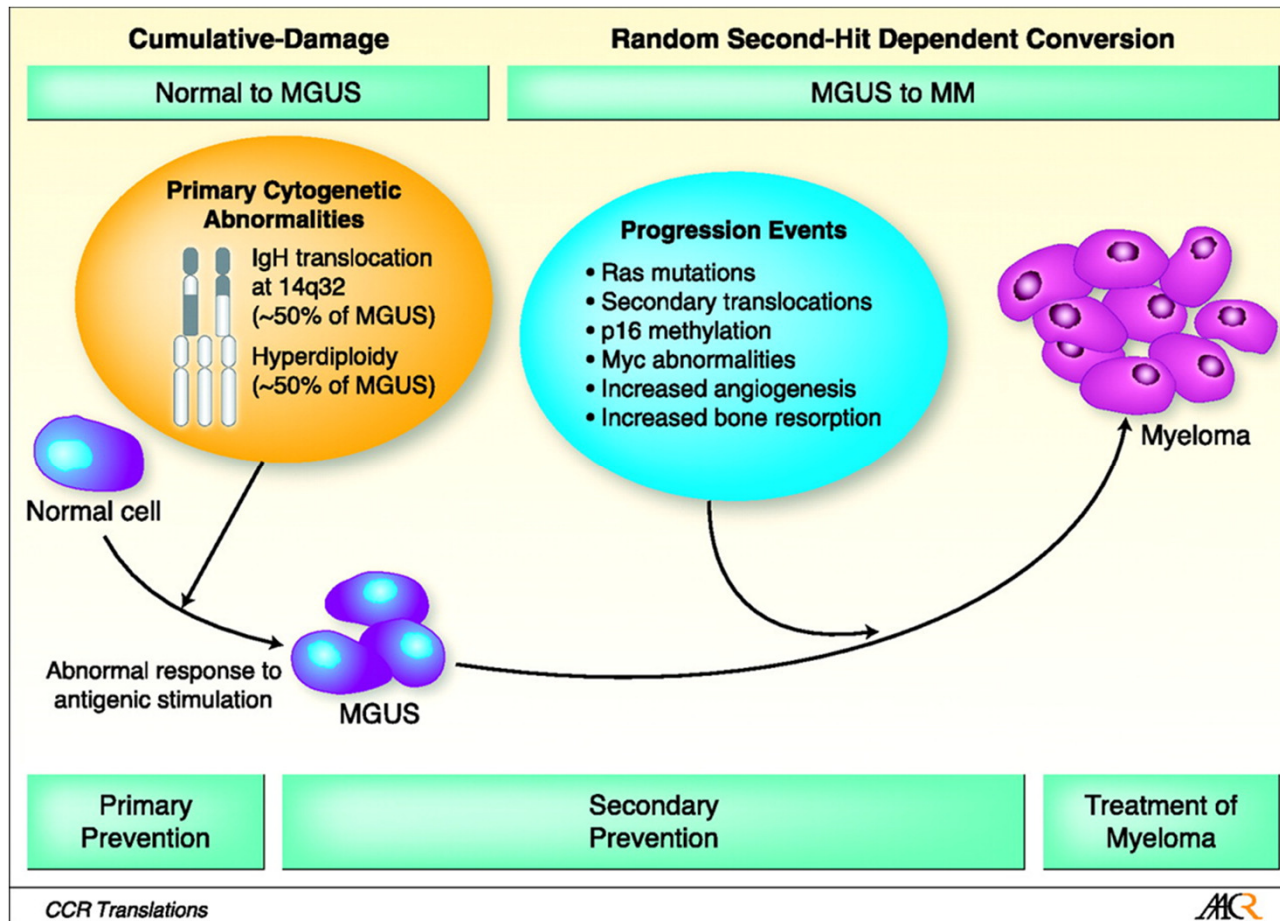 Cumulative-Damage
Random Second-Hit Dependent Conversion
Normal to MGUS
MGUS to MM
Primary Cytogenetic
Abnormalities
IgH translocation
at 14q32
(~50% of MGUS)
Hyperdiploidy
(~50% of MGUS)
Progression Events
• Ras mutations
• Secondary translocations
• p16 methylation
• Myc abnormalities
• Increased angiogenesis
• Increased bone resorption
Myeloma
Normal cell
Abnormal response to
antigenic stimulation
MGUS
Primary
Prevention
Secondary
Prevention
Treatment of
Myeloma
CCR Translations
AACR